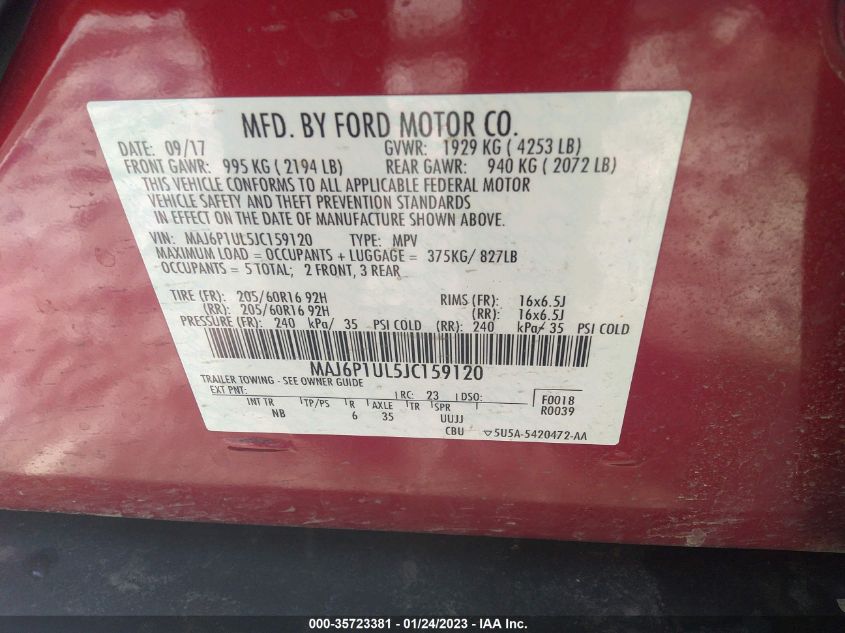 MFD. BY FORD MOTOR CO.
DATE: 09/17 GVWR: 1929 KG ( 4253 LB)
FRONT GAWR: 995 KG ( 2194 LB) REAR GAWR: 940 KG ( 2072 LB)
THIS VEHICLE CONFORMS TO ALL APPLICABLE FEDERAL MOTOR
VEHICLE SAFETY AND THEFT PREVENTION STANDARDS
IN EFFECT ON THE DATE OF MANUFACTURE SHOWN ABOVE.
VIN: MAJ6P1UL5JC159120 TYPE: MPV
MAXIMUM LOAD = OCCUPANTS + LUGGAGE = 375KG/ 827LB
OCCUPANTS = 5 TOTAL; 2 FRONT, 3 REAR
TIRE (FR): 205/60R16 92H RIMS (FR): 16x6.5J
(RR): 205/60R16 92H (RR): 16x6.5J
PRESSURE (FR): 240 kPa/ 35 PSI COLD (RR): 240 kPa/ 35 PSI COLD
MAJ6P1UL5JC159120
TRAILER TOWING - SEE OWNER GUIDE
EXT PNT: RC: 23 DSO: F0018
INT TR TP/PS R AXLE TR SPR R0039
NB 6 35 UUJJ
CBU 5U5A-5420472-AA
000-35723381 / 01/24/2023 - IAA Inc.